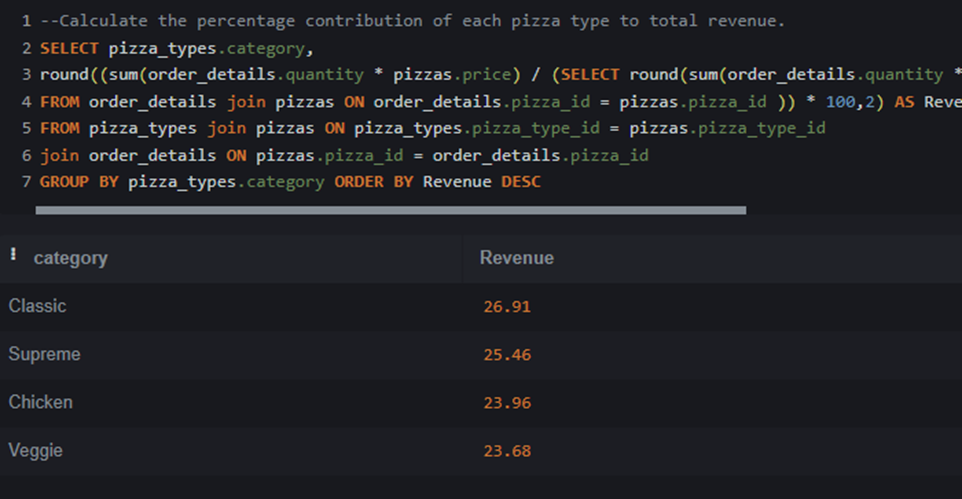 1 --Calculate the percentage contribution of each pizza type to total revenue.
2 SELECT pizza_types.category,
3 round((sum(order_details.quantity * pizzas.price) / (SELECT round(sum(order_details.quantity *
4 FROM order_details join pizzas ON order_details.pizza_id = pizzas.pizza_id )) * 100,2) AS Reve
5 FROM pizza_types join pizzas ON pizza_types.pizza_type_id = pizzas.pizza_type_id
6 join order_details ON pizzas.pizza_id = order_details.pizza_id
7 GROUP BY pizza_types.category ORDER BY Revenue DESC
category Revenue
Classic 26.91
Supreme 25.46
Chicken 23.96
Veggie 23.68